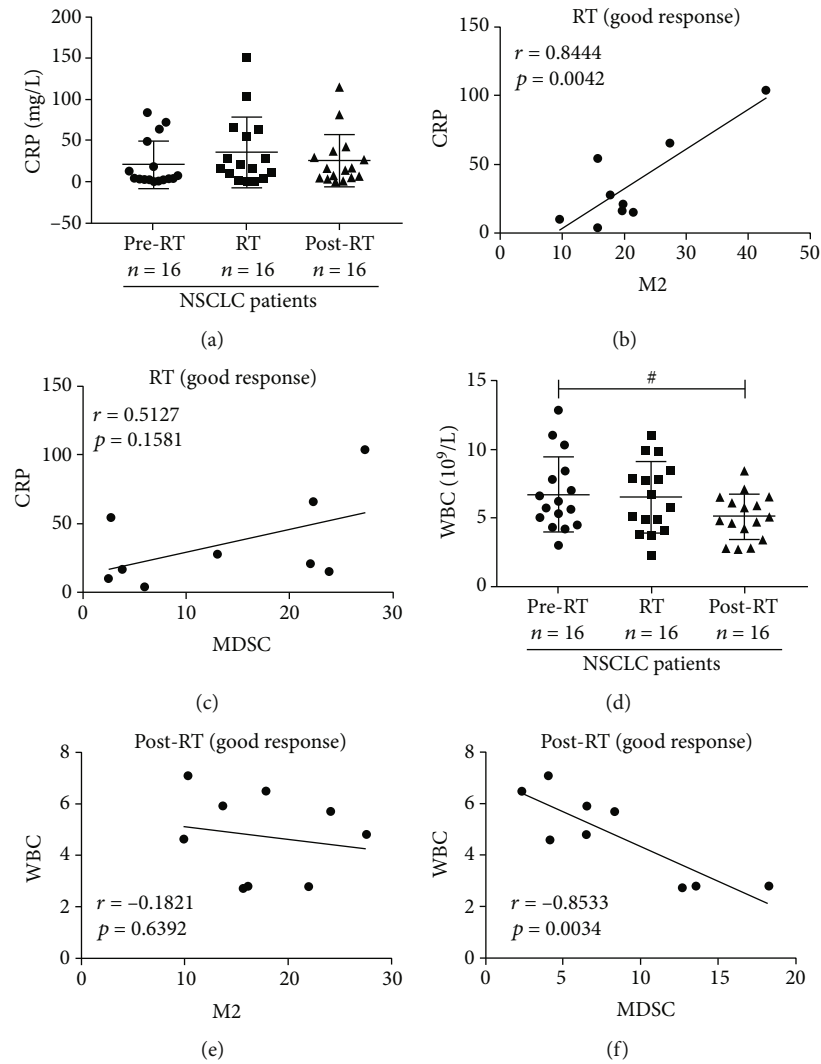 200
150
100
50
0
−50
CRP (mg/L)
Pre-RT
n = 16
RT
n = 16
Post-RT
n = 16
NSCLC patients
(a)
RT (good response)
150
100
50
0
CRP
r = 0.8444
p = 0.0042
0 10 20 30 40 50
M2
(b)
RT (good response)
150
100
50
0
CRP
r = 0.5127
p = 0.1581
0 10 20 30
MDSC
(c)
15
10
5
0
WBC (10⁹/L)
#
Pre-RT
n = 16
RT
n = 16
Post-RT
n = 16
NSCLC patients
(d)
Post-RT (good response)
8
6
4
2
0
WBC
r = –0.1821
p = 0.6392
0 10 20 30
M2
(e)
Post-RT (good response)
8
6
4
2
0
WBC
r = –0.8533
p = 0.0034
0 5 10 15 20
MDSC
(f)